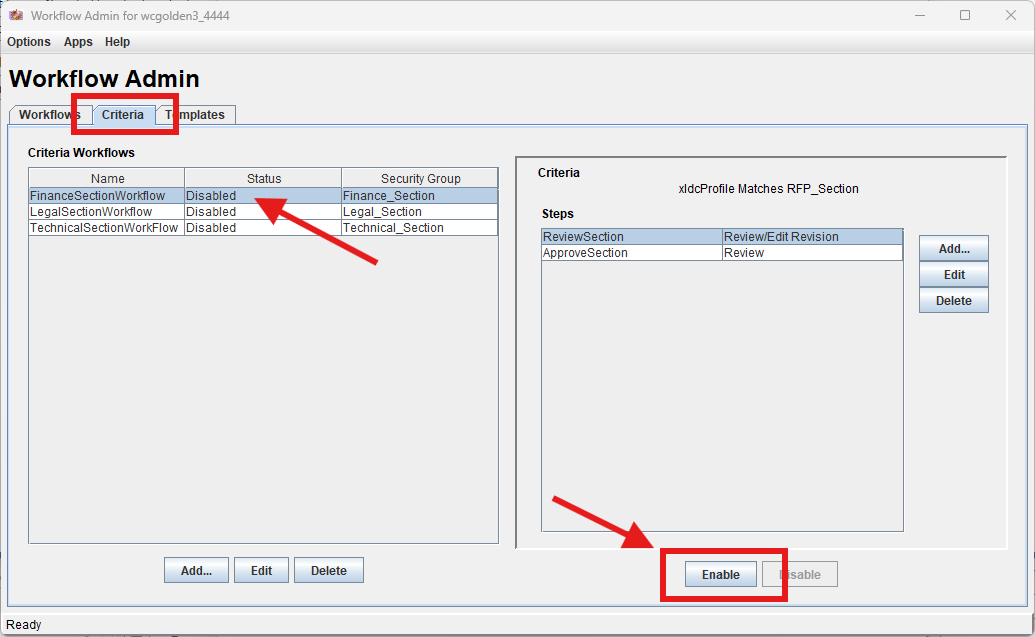 Workflow Admin for wcgolden3_4444
Options Apps Help
Workflow Admin
Workflows Criteria Templates
Criteria Workflows
Name Status Security Group
FinanceSectionWorkflow Disabled Finance_Section
LegalSectionWorkflow Disabled Legal_Section
TechnicalSectionWorkFlow Disabled Technical_Section
Add... Edit Delete
Criteria
xIdcProfile Matches RFP_Section
Steps
ReviewSection Review/Edit Revision
ApproveSection Review
Add...
Edit
Delete
Enable Disable
Ready